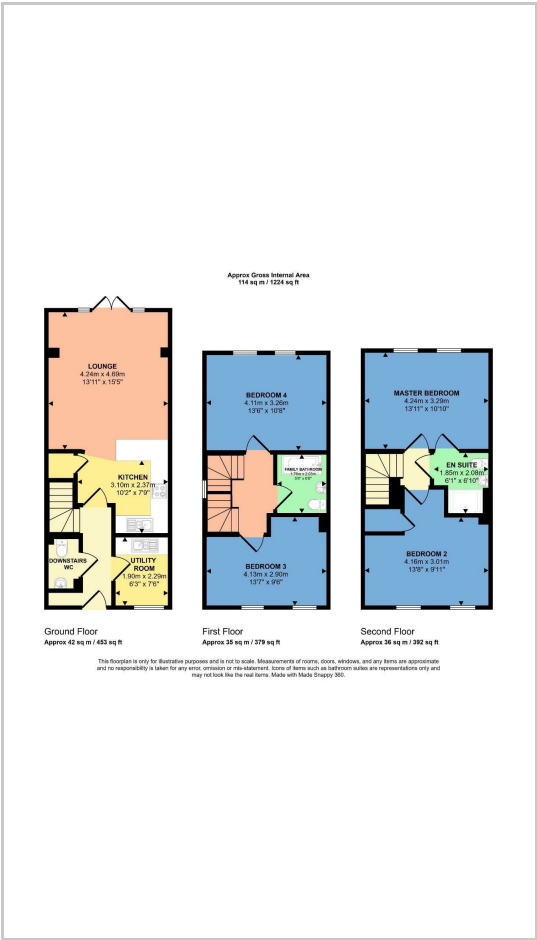 Approx Gross Internal Area
114 sq m / 1224 sq ft
LOUNGE
4.24m x 4.69m
13'11" x 15'5"
KITCHEN
3.10m x 2.37m
10'2" x 7'9"
DOWNSTAIRS
WC
UTILITY
ROOM
1.90m x 2.29m
6'3" x 7'6"
Ground Floor
Approx 42 sq m / 453 sq ft
BEDROOM 4
4.11m x 3.26m
13'6" x 10'8"
FAMILY BATHROOM
BEDROOM 3
4.13m x 2.90m
13'7" x 9'6"
First Floor
Approx 35 sq m / 379 sq ft
MASTER BEDROOM
4.24m x 3.29m
13'11" x 10'10"
EN SUITE
1.85m x 2.08m
6'1" x 6'10"
BEDROOM 2
4.16m x 3.01m
13'8" x 9'11"
Second Floor
Approx 36 sq m / 392 sq ft
This floorplan is only for illustrative purposes and is not to scale. Measurements of rooms, doors, windows, and any items are approximate
and no responsibility is taken for any error, omission or mis-statement. Icons of items such as bathroom suites are representations only and
may not look like the real items. Made with Made Snappy 360.